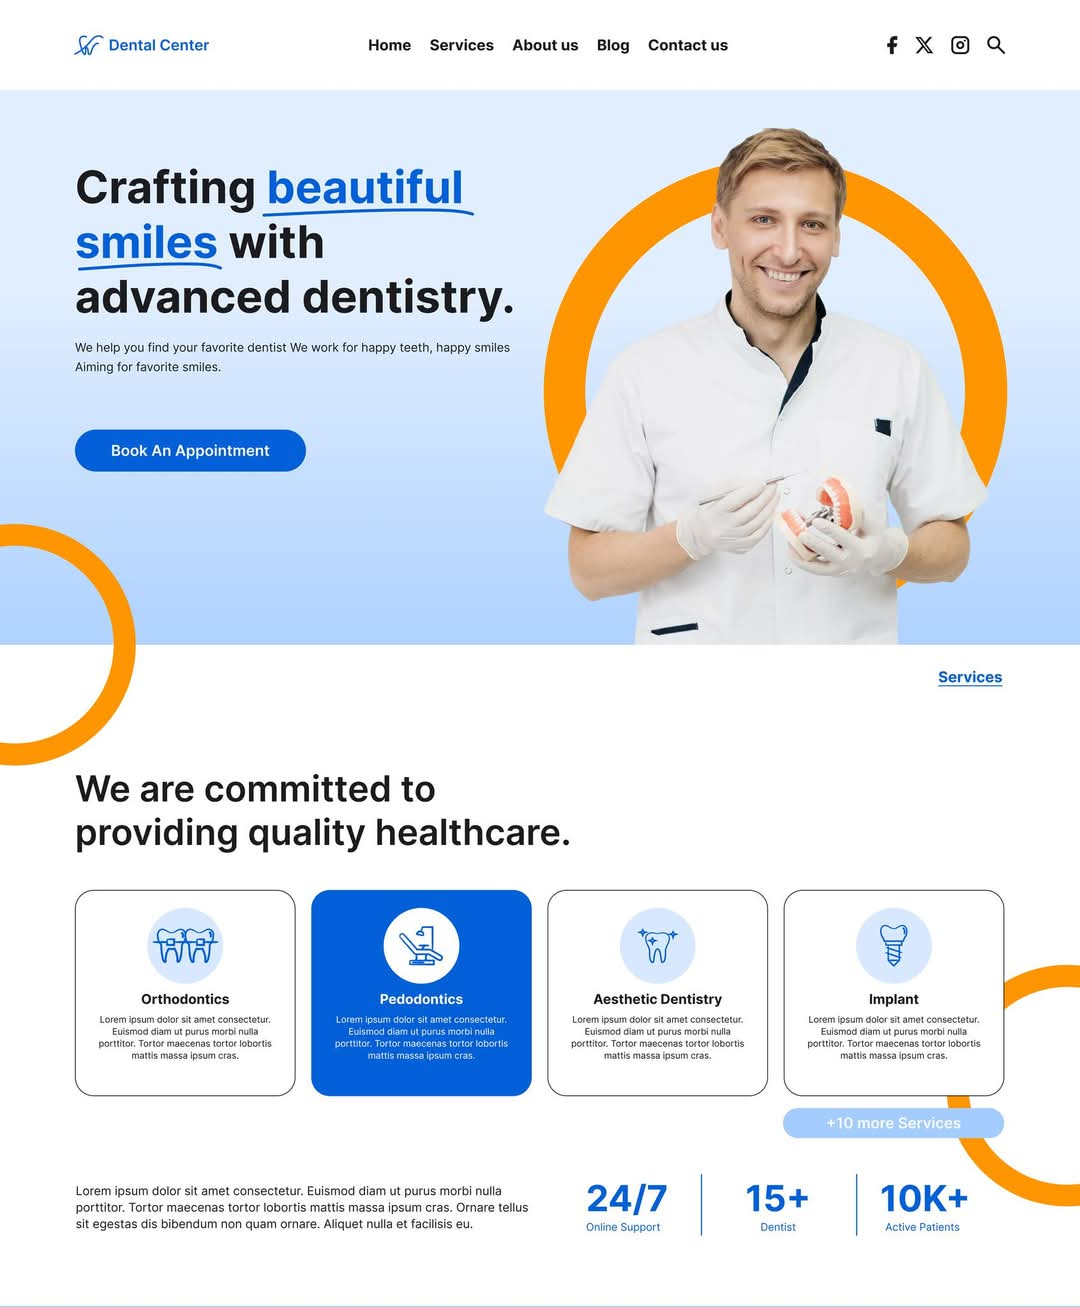 Dental Center
Home Services About us Blog Contact us
Crafting beautiful
smiles with
advanced dentistry.
We help you find your favorite dentist We work for happy teeth, happy smiles
Aiming for favorite smiles.
Book An Appointment
Services
We are committed to
providing quality healthcare.
Orthodontics
Lorem ipsum dolor sit amet consectetur.
Euismod diam ut purus morbi nulla
porttitor. Tortor maecenas tortor lobortis
mattis massa ipsum cras.
Pedodontics
Lorem ipsum dolor sit amet consectetur.
Euismod diam ut purus morbi nulla
porttitor. Tortor maecenas tortor lobortis
mattis massa ipsum cras.
Aesthetic Dentistry
Lorem ipsum dolor sit amet consectetur.
Euismod diam ut purus morbi nulla
porttitor. Tortor maecenas tortor lobortis
mattis massa ipsum cras.
Implant
Lorem ipsum dolor sit amet consectetur.
Euismod diam ut purus morbi nulla
porttitor. Tortor maecenas tortor lobortis
mattis massa ipsum cras.
+10 more Services
Lorem ipsum dolor sit amet consectetur. Euismod diam ut purus morbi nulla
porttitor. Tortor maecenas tortor lobortis mattis massa ipsum cras. Ornare tellus
sit egestas dis bibendum non quam ornare. Aliquet nulla et facilisis eu.
24/7
Online Support
15+
Dentist
10K+
Active Patients